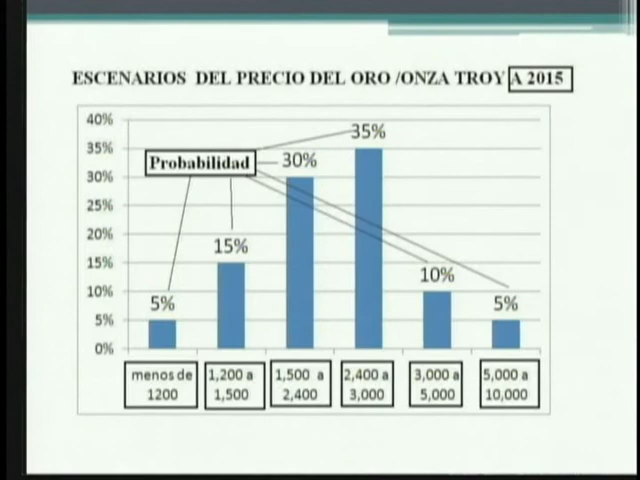 ESCENARIOS DEL PRECIO DEL ORO /ONZA TROY A 2015
40%
35%
30%
25%
20%
15%
10%
5%
0%
Probabilidad
5%
15%
30%
35%
10%
5%
menos de
1200
1,200 a
1,500
1,500 a
2,400
2,400 a
3,000
3,000 a
5,000
5,000 a
10,000